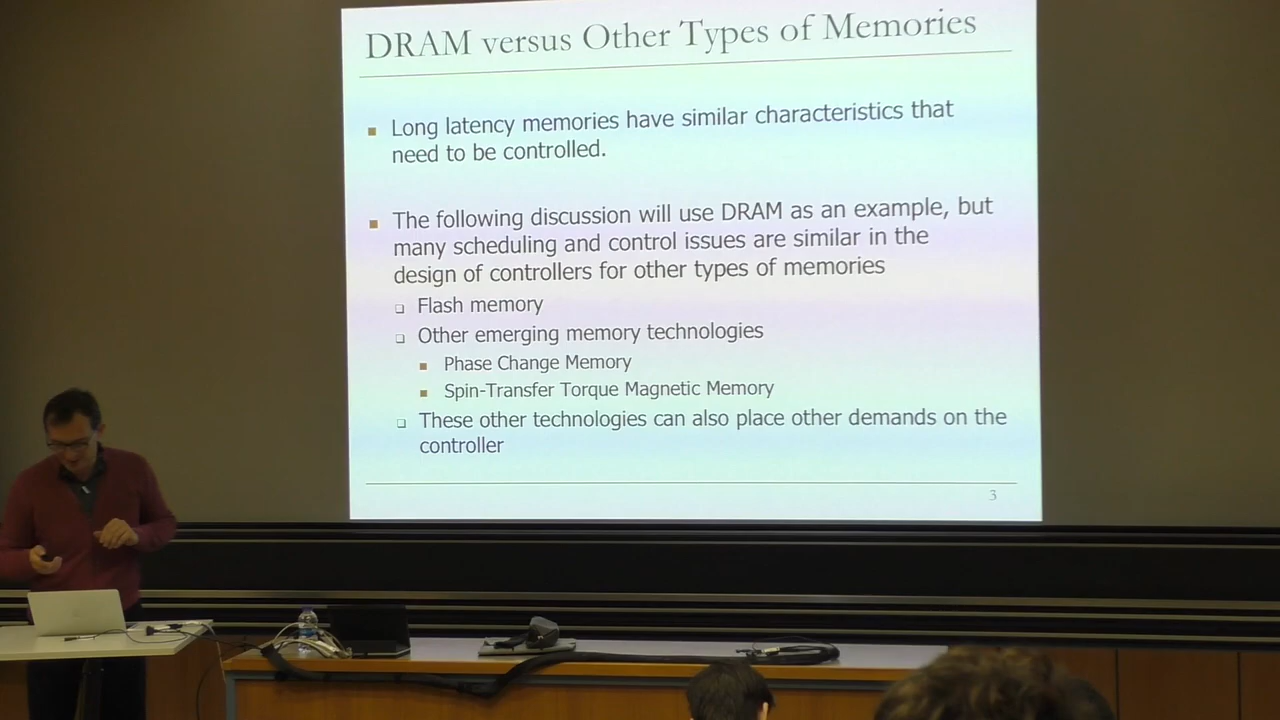 DRAM versus Other Types of Memories
Long latency memories have similar characteristics that
need to be controlled.
The following discussion will use DRAM as an example, but
many scheduling and control issues are similar in the
design of controllers for other types of memories
Flash memory
Other emerging memory technologies
Phase Change Memory
Spin-Transfer Torque Magnetic Memory
These other technologies can also place other demands on the
controller
3